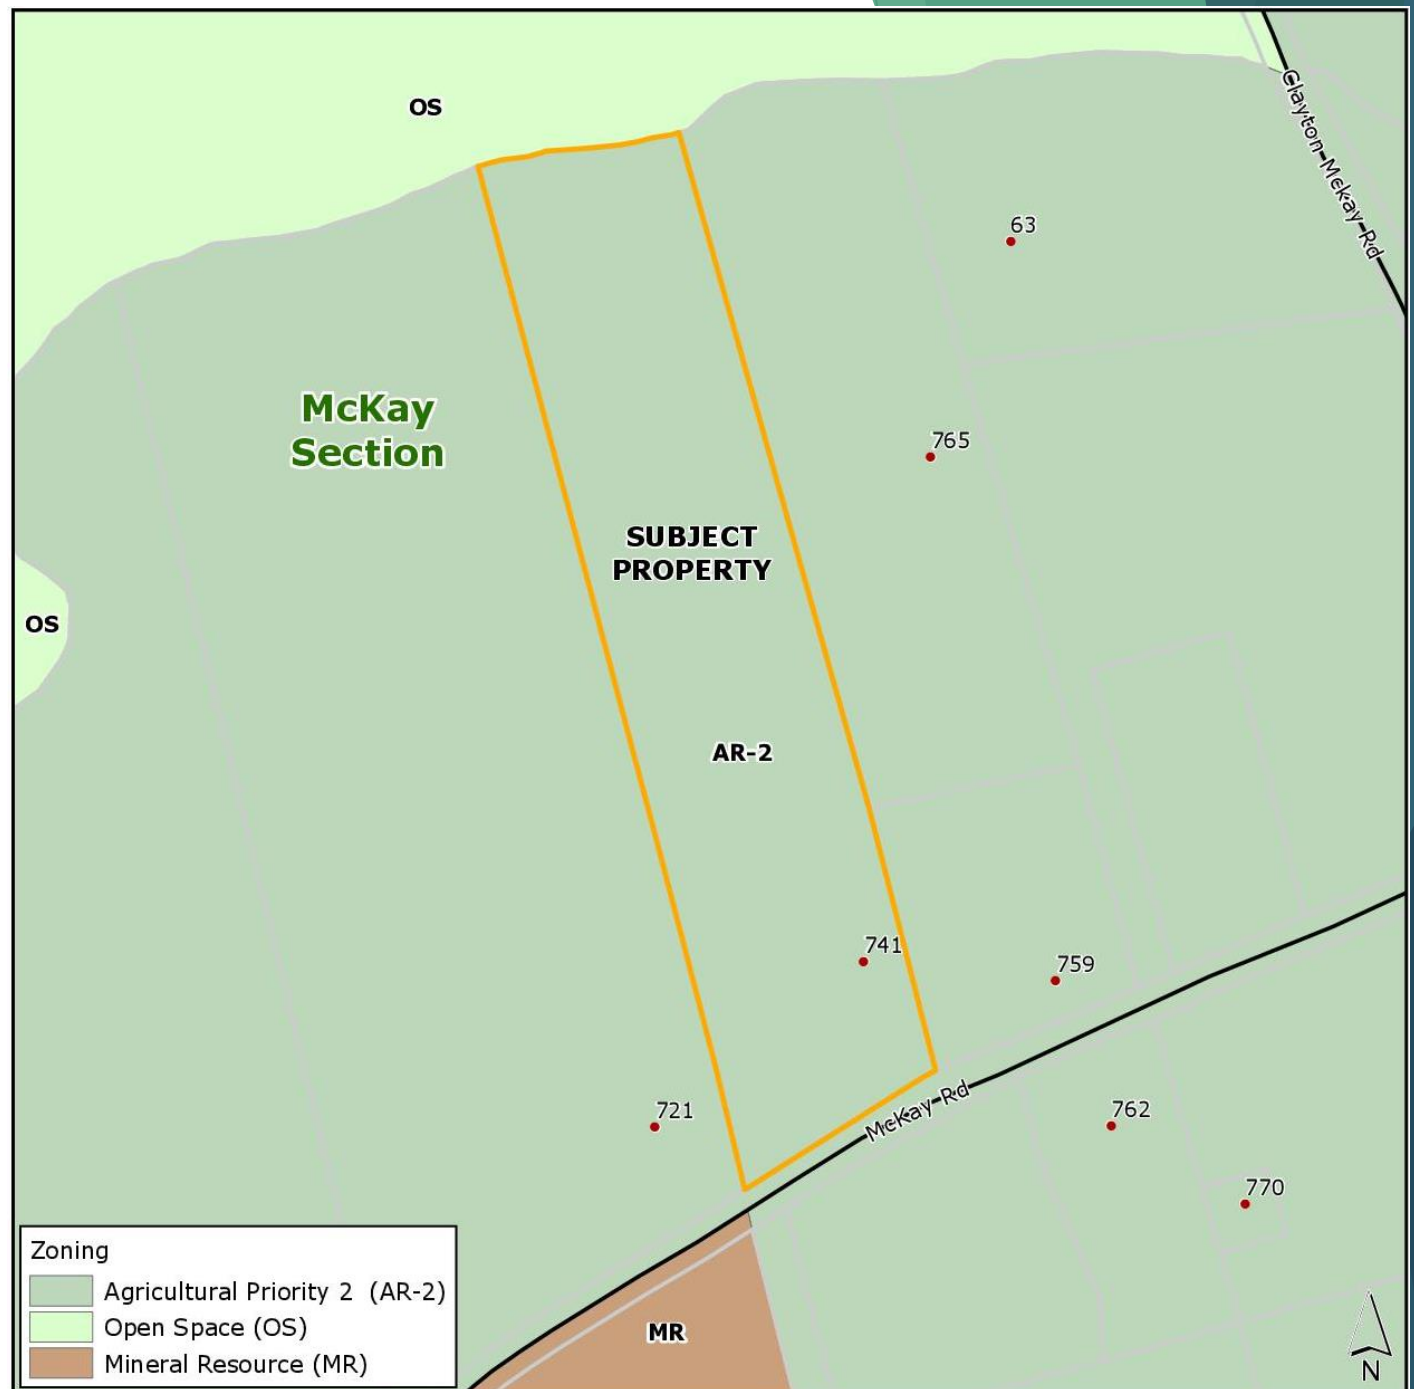 OS
Clayton Mckay Rd
63
McKay
Section
765
SUBJECT
PROPERTY
OS
AR-2
741
759
McKay Rd
721
762
770
Zoning
Agricultural Priority 2 (AR-2)
Open Space (OS)
Mineral Resource (MR)
MR
N